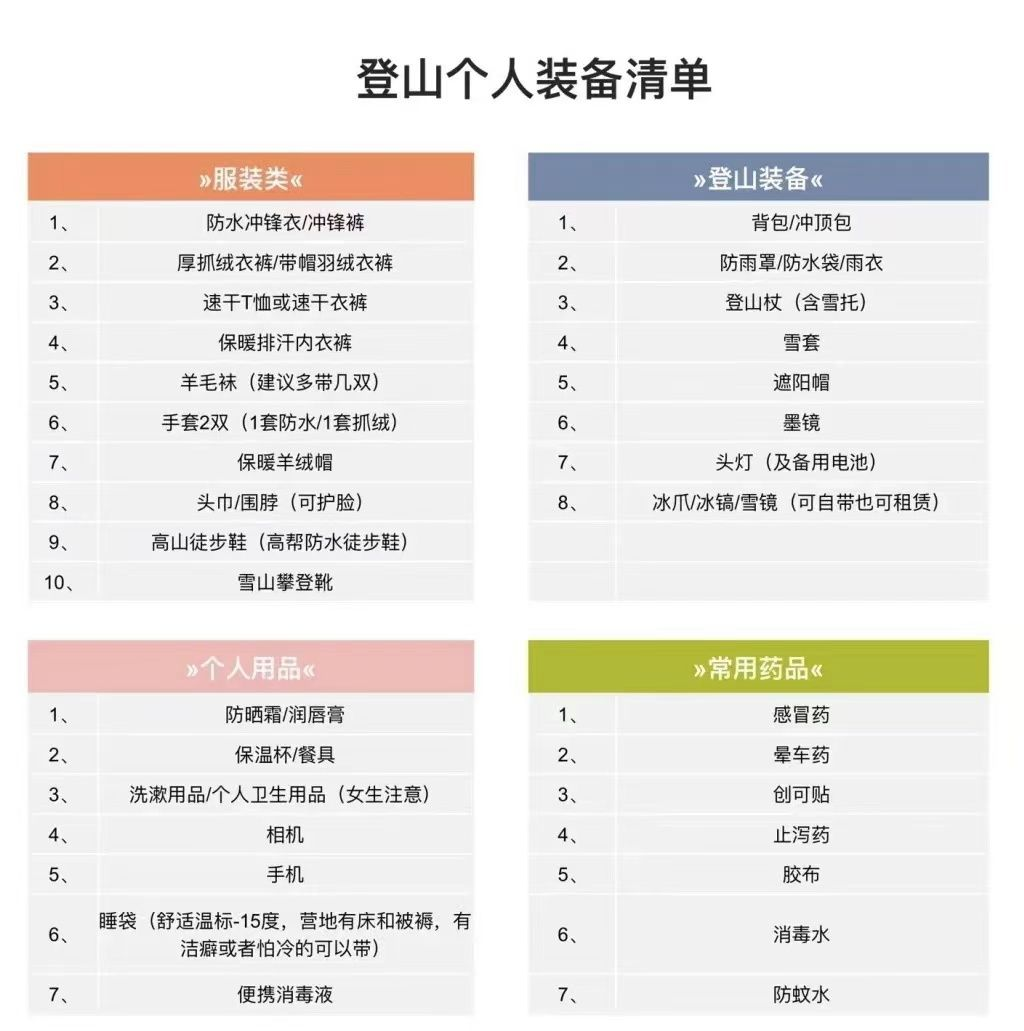 登山个人装备清单
»服装类«
1、 防水冲锋衣/冲锋裤
2、 厚抓绒衣裤/带帽羽绒衣裤
3、 速干T恤或速干衣裤
4、 保暖排汗内衣裤
5、 羊毛袜（建议多带几双）
6、 手套2双（1套防水/1套抓绒）
7、 保暖羊绒帽
8、 头巾/围脖（可护脸）
9、 高山徒步鞋（高帮防水徒步鞋）
10、 雪山攀登靴
»登山装备«
1、 背包/冲顶包
2、 防雨罩/防水袋/雨衣
3、 登山杖（含雪托）
4、 雪套
5、 遮阳帽
6、 墨镜
7、 头灯（及备用电池）
8、 冰爪/冰镐/雪镜（可自带也可租赁）
»个人用品«
1、 防晒霜/润唇膏
2、 保温杯/餐具
3、 洗漱用品/个人卫生用品（女生注意）
4、 相机
5、 手机
6、 睡袋（舒适温标-15度，营地有床和被褥，有
洁癖或者怕冷的可以带）
7、 便携消毒液
»常用药品«
1、 感冒药
2、 晕车药
3、 创可贴
4、 止泻药
5、 胶布
6、 消毒水
7、 防蚊水